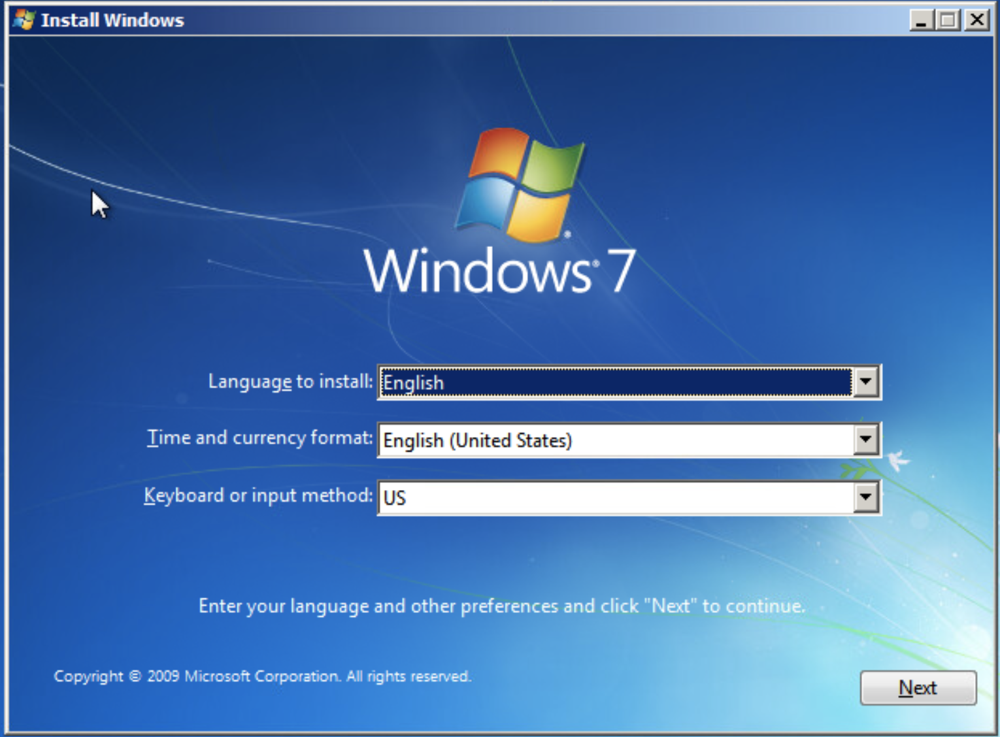 Install Windows
Windows® 7
Language to install: English
Time and currency format: English (United States)
Keyboard or input method: US
Enter your language and other preferences and click "Next" to continue.
Copyright © 2009 Microsoft Corporation. All rights reserved.
Next